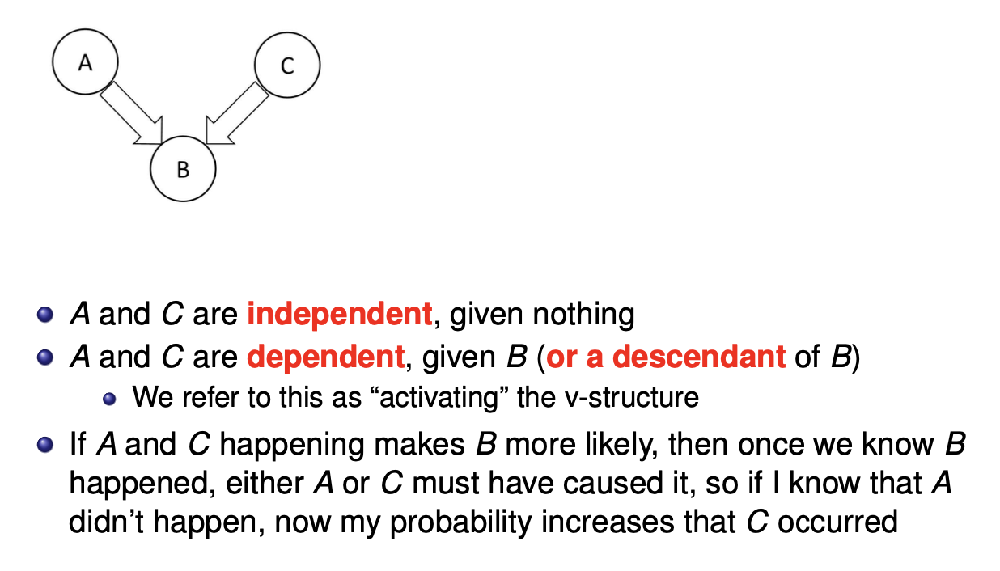 A
C
B
A and C are independent, given nothing
A and C are dependent, given B (or a descendant of B)
We refer to this as “activating” the v-structure
If A and C happening makes B more likely, then once we know B
happened, either A or C must have caused it, so if I know that A
didn’t happen, now my probability increases that C occurred